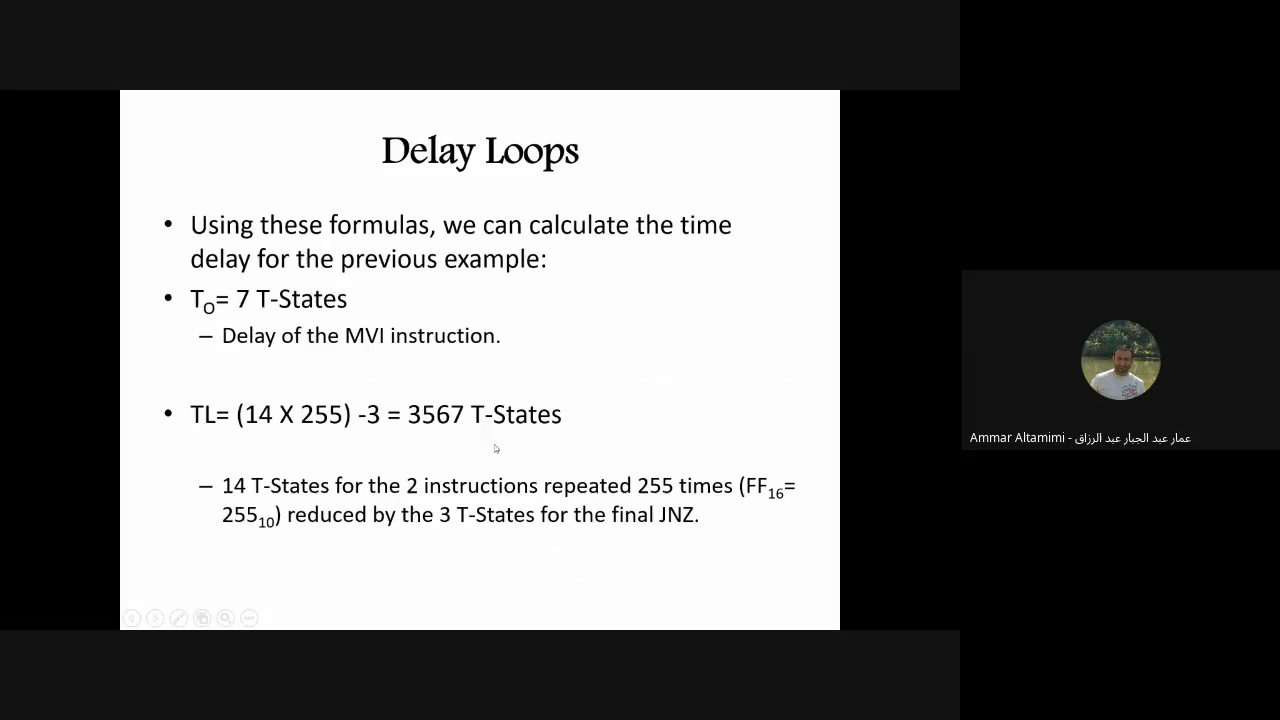 Delay Loops
• Using these formulas, we can calculate the time
delay for the previous example:
• TO= 7 T-States
– Delay of the MVI instruction.
• TL= (14 X 255) -3 = 3567 T-States
– 14 T-States for the 2 instructions repeated 255 times (FF16=
25510) reduced by the 3 T-States for the final JNZ.
Ammar Altamimi - عمار عبد الجبار عبد الرزاق